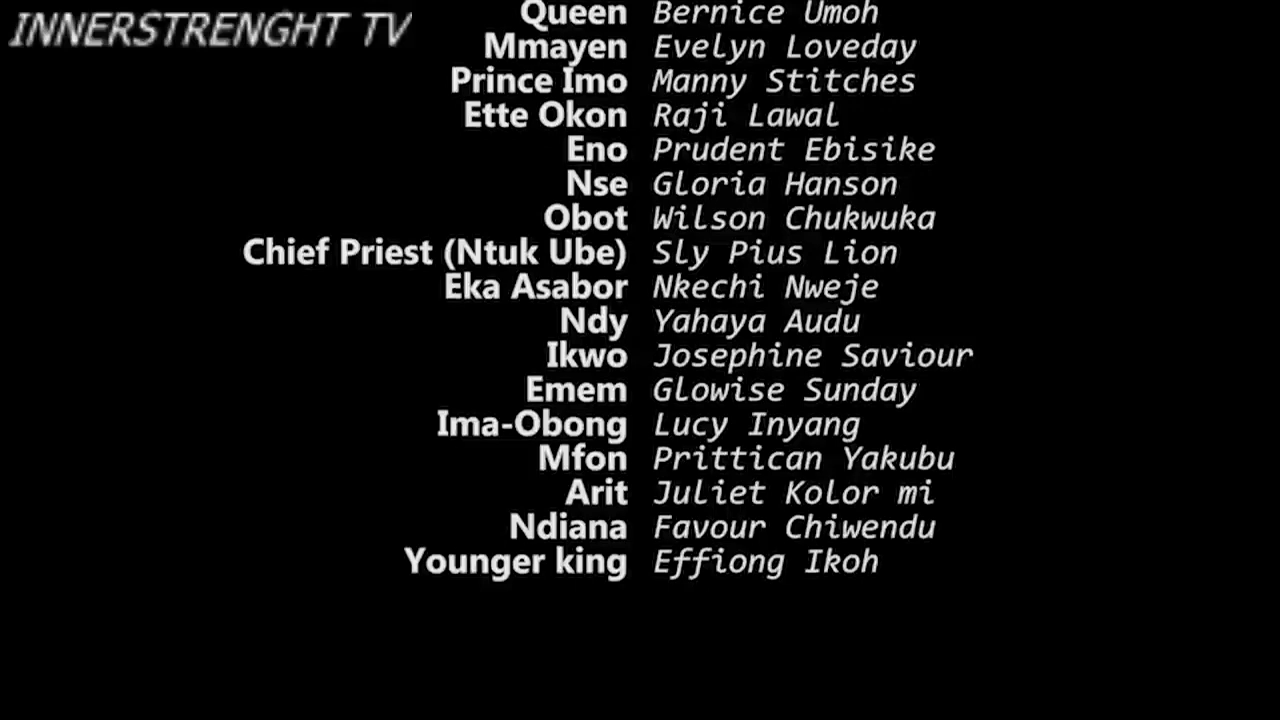 INNERSTRENGHT TV
Queen Bernice Umoh
Mmayen Evelyn Loveday
Prince Imo Manny Stitches
Ette Okon Raji Lawal
Eno Prudent Ebisike
Nse Gloria Hanson
Obot Wilson Chukwuka
Chief Priest (Ntuk Ube) Sly Pius Lion
Eka Asabor Nkechi Nweje
Ndy Yahaya Audu
Ikwo Josephine Saviour
Emem Glowise Sunday
Ima-Obong Lucy Inyang
Mfon Prittican Yakubu
Arit Juliet Kolor mi
Ndiana Favour Chiwendu
Younger king Effiong Ikoh